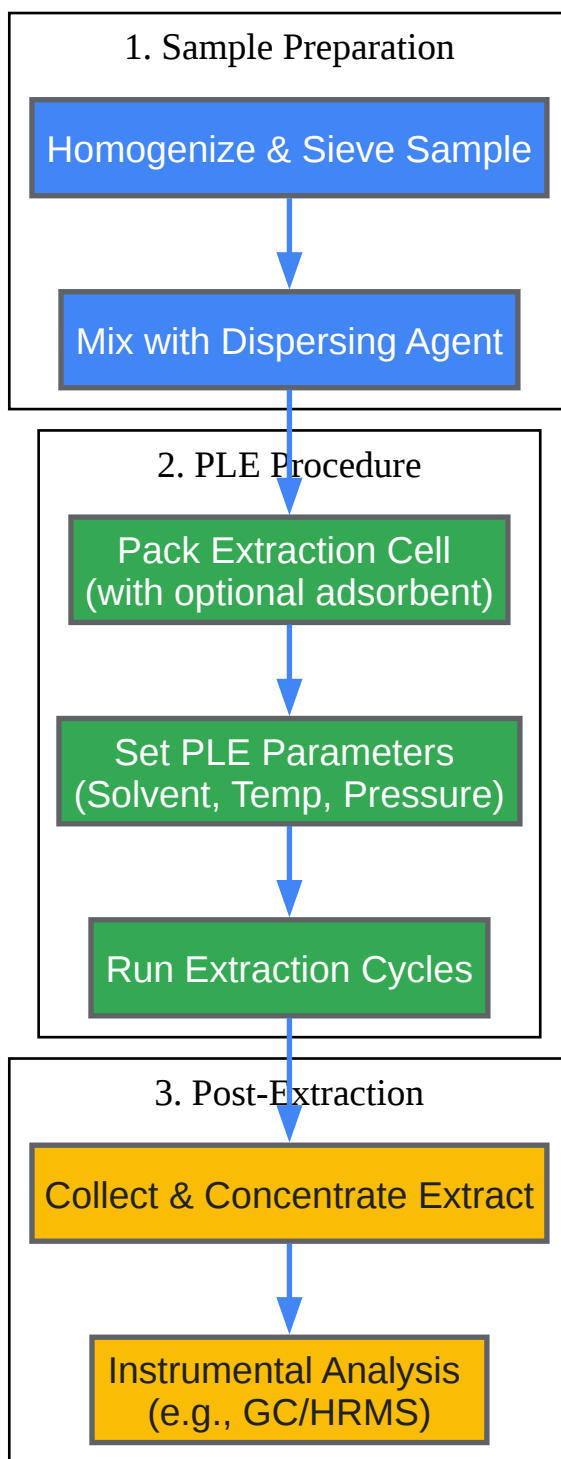 1. Sample Preparation
Homogenize & Sieve Sample
Mix with Dispersing Agent
2. PLE Procedure
Pack Extraction Cell
(with optional adsorbent)
Set PLE Parameters
(Solvent, Temp, Pressure)
Run Extraction Cycles
3. Post-Extraction
Collect & Concentrate Extract
Instrumental Analysis
(e.g., GC/HRMS)